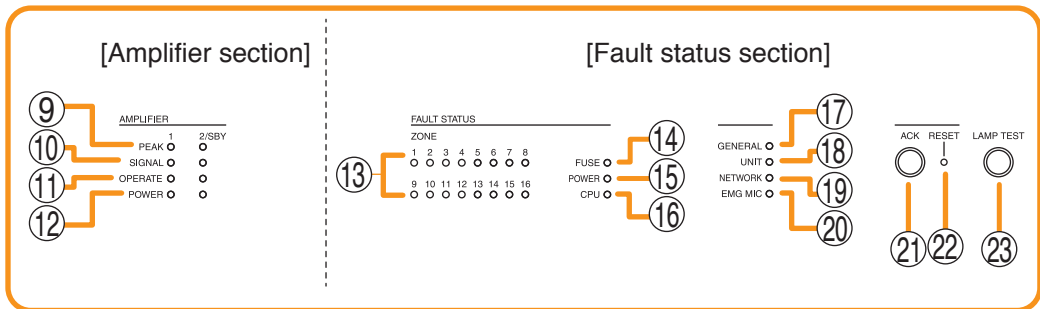 [Amplifier section]
[Fault status section]
9
10
11
12
AMPLIFIER
1 2/SBY
PEAK
SIGNAL
OPERATE
POWER
13
FAULT STATUS
ZONE
1 2 3 4 5 6 7 8
9 10 11 12 13 14 15 16
FUSE
POWER
CPU
14
15
16
GENERAL
UNIT
NETWORK
EMG MIC
17
18
19
20
ACK RESET LAMP TEST
21 22 23